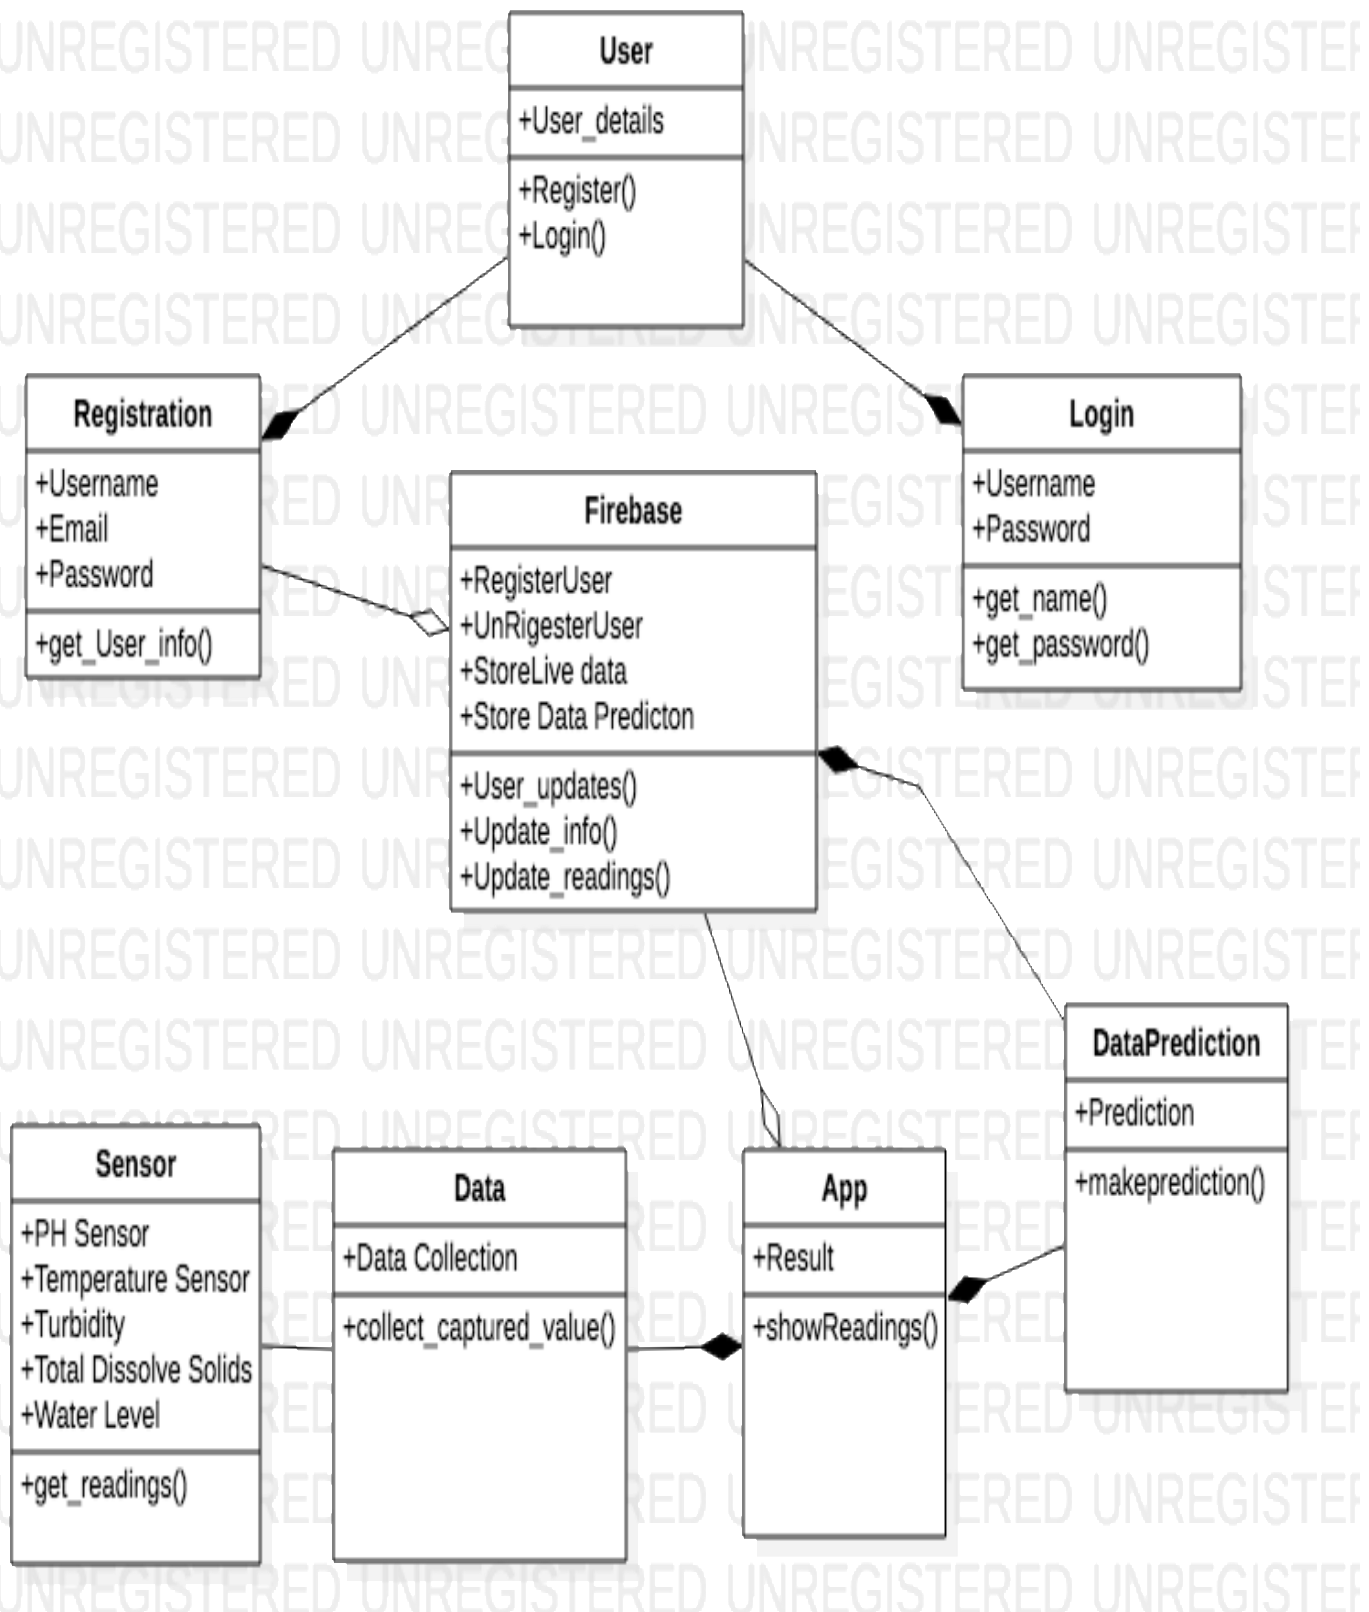 User
+User_details
+Register()
+Login()
Registration
+Username
+Email
+Password
+get_User_info()
Login
+Username
+Password
+get_name()
+get_password()
Firebase
+RegisterUser
+UnRigesterUser
+StoreLive data
+Store Data Predicton
+User_updates()
+Update_info()
+Update_readings()
DataPrediction
+Prediction
+makeprediction()
Sensor
+PH Sensor
+Temperature Sensor
+Turbidity
+Total Dissolve Solids
+Water Level
+get_readings()
Data
+Data Collection
+collect_captured_value()
App
+Result
+showReadings()
UNREGISTERED